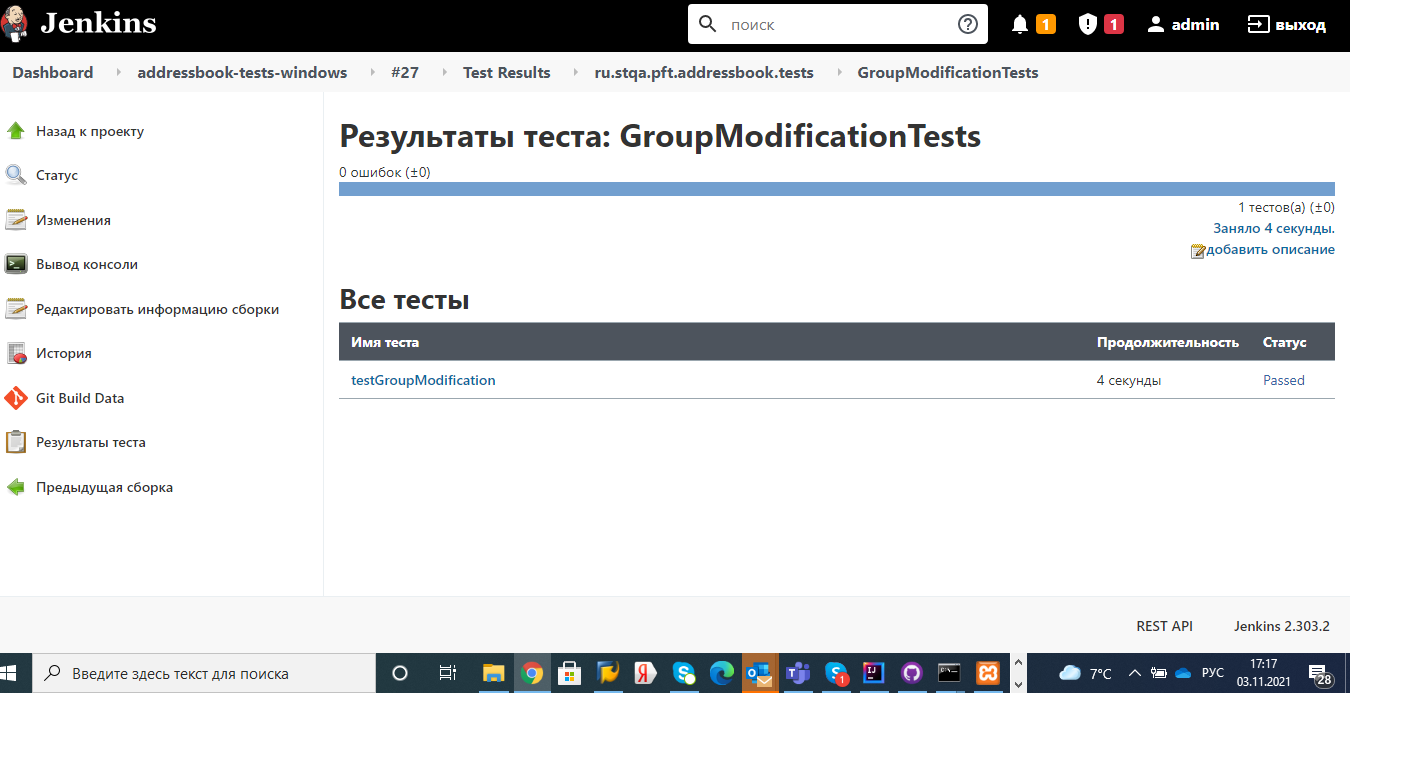 Jenkins
поиск
1
1
admin
выход
Dashboard
addressbook-tests-windows
#27
Test Results
ru.stqa.pft.addressbook.tests
GroupModificationTests
Назад к проекту
Статус
Изменения
Вывод консоли
Редактировать информацию сборки
История
Git Build Data
Результаты теста
Предыдущая сборка
Результаты теста: GroupModificationTests
0 ошибок (±0)
1 тестов(а) (±0)
Заняло 4 секунды.
добавить описание
Все тесты
Имя теста Продолжительность Статус
testGroupModification 4 секунды Passed
REST API Jenkins 2.303.2
Введите здесь текст для поиска
1
7°C
РУС
17:17
03.11.2021
28